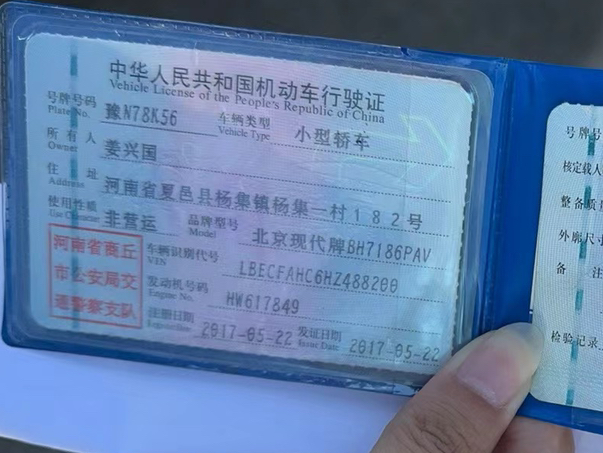 中华人民共和国机动车行驶证
Vehicle License of the People's Republic of China
号牌号码 豫N78K56 车辆类型 小型轿车
Plate No. Vehicle Type
所有人 姜兴国
Owner
住址 河南省夏邑县杨集镇杨集一村182号
Address
使用性质 非营运 品牌型号 北京现代牌BH7186PAV
Use Character Model
河南省商丘
市公安局交
通警察支队
车辆识别代号 LBECFAHC6HZ488200
VIN
发动机号码 HW617849
Engine No.
注册日期 2017-05-22 发证日期 2017-05-22
Register Date Issue Date
号牌号
核定载人
整备质量
外廓尺寸
备注
检验记录